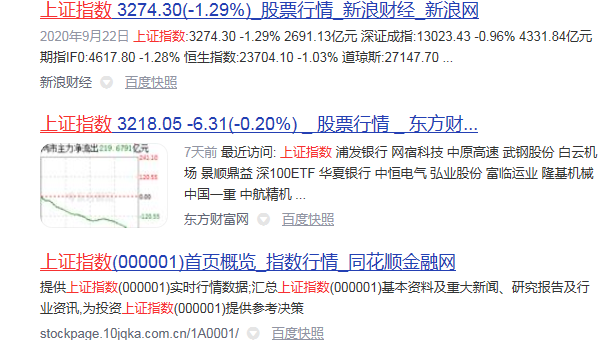 上证指数 3274.30(-1.29%)_股票行情_新浪财经_新浪网
2020年9月22日 上证指数:3274.30 -1.29% 2691.13亿元 深证成指:13023.43 -0.96% 4331.84亿元
期指IF0:4617.80 -1.28% 恒生指数:23704.10 -1.03% 道琼斯:27147.70 ...
新浪财经 百度快照
上证指数 3218.05 -6.31(-0.20%) _ 股票行情 _ 东方财...
两市主力净流出219.6791亿元
241.10
120.55
0.00
-120.55
7天前 最近访问: 上证指数 浦发银行 网宿科技 中原高速 武钢股份 白云机
场 景顺鼎益 深100ETF 华夏银行 中恒电气 弘业股份 富临运业 隆基机械
中国一重 中航精机 ...
东方财富网 百度快照
上证指数(000001)首页概览_指数行情_同花顺金融网
提供上证指数(000001)实时行情数据;汇总上证指数(000001)基本资料及重大新闻、研究报告及行
业资讯,为投资上证指数(000001)提供参考决策
stockpage.10jqka.com.cn/1A0001/ 百度快照